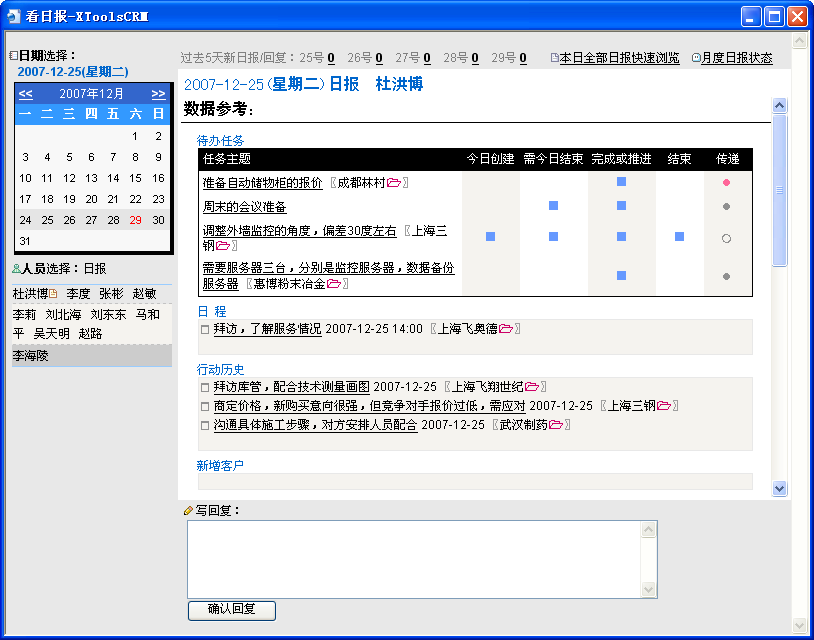 看日报-XToolsCRM
日期选择：
2007-12-25(星期二)
<< 2007年12月 >>
一 二 三 四 五 六 日
1 2
3 4 5 6 7 8 9
10 11 12 13 14 15 16
17 18 19 20 21 22 23
24 25 26 27 28 29 30
31
人员选择：日报
杜洪博 李度 张彬 赵敏
李莉 刘北海 刘东东 马和
平 吴天明 赵路
李海陵
过去5天新日报/回复：25号 0 26号 0 27号 0 28号 0 29号 0 本日全部日报快速浏览 月度日报状态
2007-12-25(星期二)日报 杜洪博
数据参考：
待办任务
任务主题 今日创建 需今日结束 完成或推进 结束 传递
准备自动储物柜的报价 〖成都林村〗
周末的会议准备
调整外墙监控的角度，偏差30度左右 〖上海三
钢〗
需要服务器三台，分别是监控服务器，数据备份
服务器 〖惠博粉末冶金〗
日 程
拜访，了解服务情况 2007-12-25 14:00 〖上海飞奥德〗
行动历史
拜访库管，配合技术测量画图 2007-12-25 〖上海飞翔世纪〗
商定价格，新购买意向很强，但竞争对手报价过低，需应对 2007-12-25 〖上海三钢〗
沟通具体施工步骤，对方安排人员配合 2007-12-25 〖武汉制药〗
新增客户
写回复：
确认回复